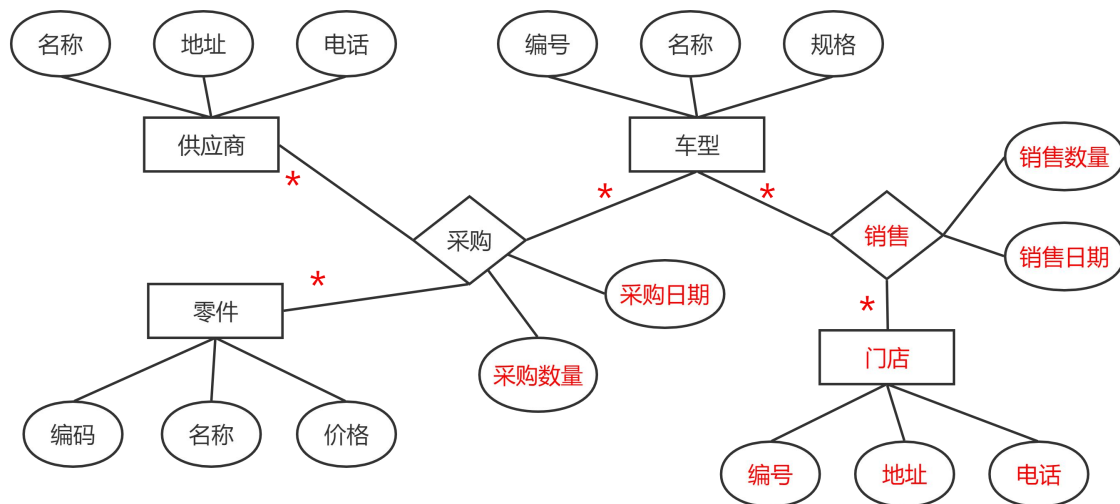 名称
地址
电话
编号
名称
规格
供应商
车型
销售数量
*
*
*
采购
销售
销售日期
*
零件
采购日期
*
门店
采购数量
编码
名称
价格
编号
地址
电话